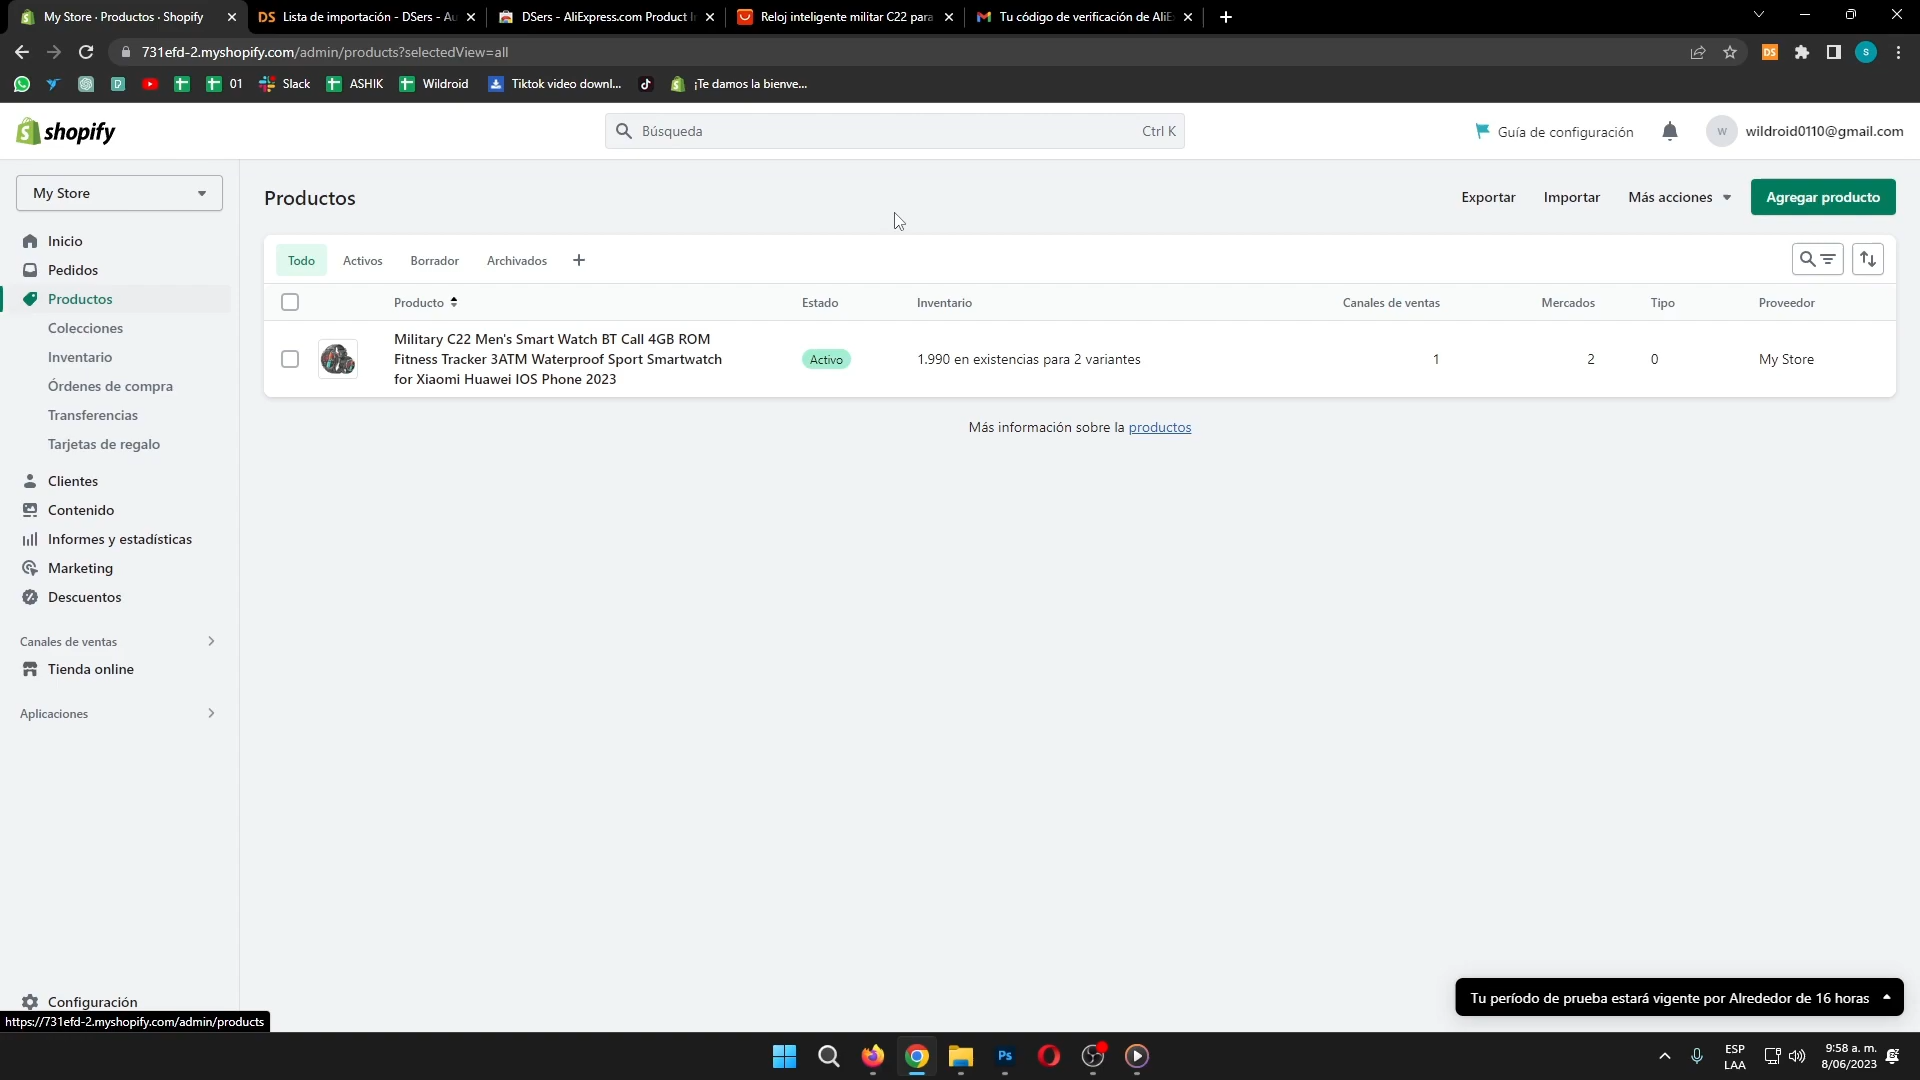 My Store · Productos · Shopify
Lista de importación - DSers - Au
DSers - AliExpress.com Product I
Reloj inteligente militar C22 para
Tu código de verificación de AliE
731efd-2.myshopify.com/admin/products?selectedView=all
01
Slack
ASHIK
Wildroid
Tiktok video downl...
¡Te damos la bienve...
shopify
Búsqueda
Ctrl K
Guía de configuración
W
wildroid0110@gmail.com
My Store
Productos
Exportar
Importar
Más acciones
Agregar producto
Inicio
Pedidos
Productos
Colecciones
Inventario
Órdenes de compra
Transferencias
Tarjetas de regalo
Clientes
Contenido
Informes y estadísticas
Marketing
Descuentos
Canales de ventas
Tienda online
Aplicaciones
Configuración
Todo
Activos
Borrador
Archivados
Producto
Estado
Inventario
Canales de ventas
Mercados
Tipo
Proveedor
Military C22 Men's Smart Watch BT Call 4GB ROM
Fitness Tracker 3ATM Waterproof Sport Smartwatch
for Xiaomi Huawei IOS Phone 2023
Activo
1.990 en existencias para 2 variantes
1
2
0
My Store
Más información sobre la productos
Tu período de prueba estará vigente por Alrededor de 16 horas
https://731efd-2.myshopify.com/admin/products
Ps
ESP
LAA
9:58 a. m.
8/06/2023